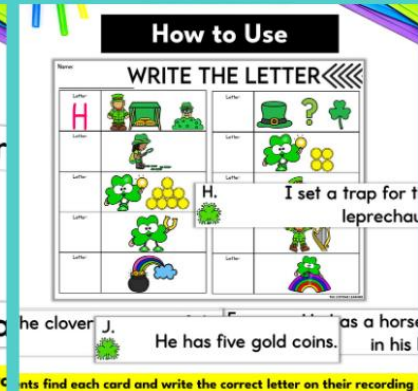 How to Use
Name:
WRITE THE LETTER
Letter:
Letter:
H
Letter:
Letter:
Letter:
Letter:
Letter:
Letter:
Letter:
H.
I set a trap for t
leprechau
he clover
as a horse
in his
J.
He has five gold coins.
nts find each card and write the correct letter on their recording